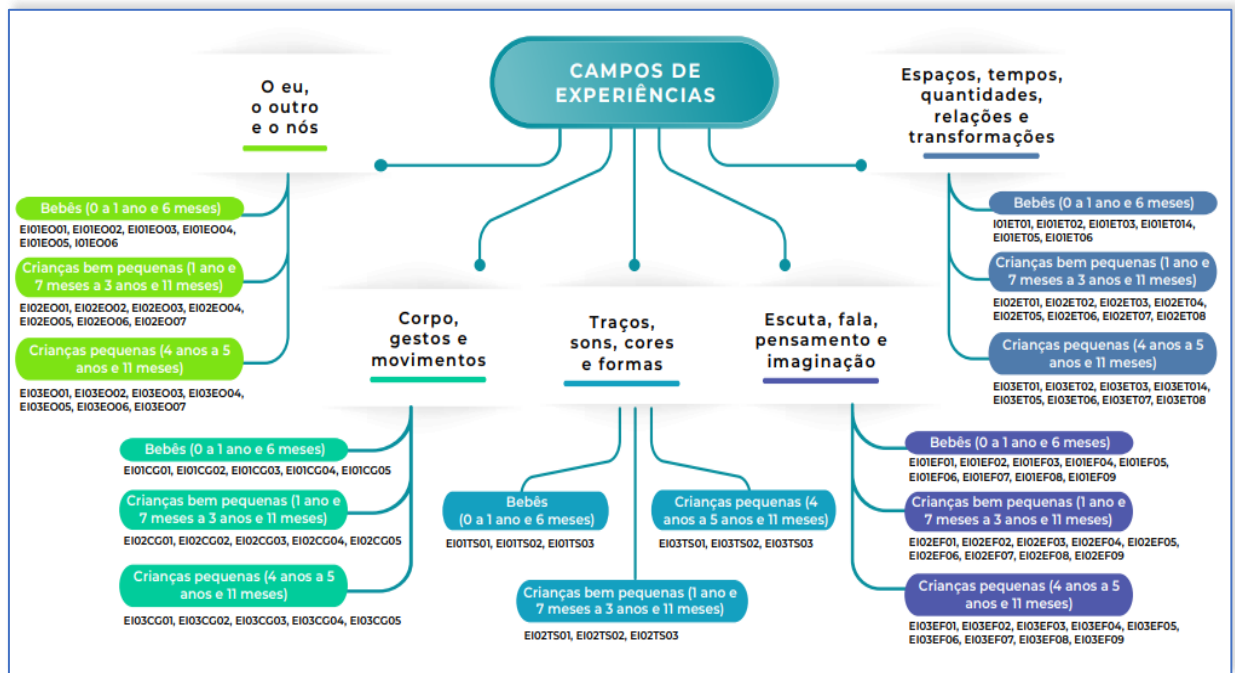 CAMPOS DE
EXPERIÊNCIAS
O eu,
o outro
e o nós
Bebês (0 a 1 ano e 6 meses)
EI01EO01, EI01EO02, EI01EO03, EI01EO04,
EI01EO05, I01EO06
Crianças bem pequenas (1 ano e
7 meses a 3 anos e 11 meses)
EI02EO01, EI02EO02, EI02EO03, EI02EO04,
EI02EO05, EI02EO06, EI02EO07
Crianças pequenas (4 anos a 5
anos e 11 meses)
EI03EO01, EI03EO02, EI03EO03, EI03EO04,
EI03EO05, EI03EO06, EI03EO07
Corpo,
gestos e
movimentos
Bebês (0 a 1 ano e 6 meses)
EI01CG01, EI01CG02, EI01CG03, EI01CG04, EI01CG05
Crianças bem pequenas (1 ano e
7 meses a 3 anos e 11 meses)
EI02CG01, EI02CG02, EI02CG03, EI02CG04, EI02CG05
Crianças pequenas (4 anos a 5
anos e 11 meses)
EI03CG01, EI03CG02, EI03CG03, EI03CG04, EI03CG05
Traços,
sons, cores
e formas
Bebês
(0 a 1 ano e 6 meses)
EI01TS01, EI01TS02, EI01TS03
Crianças pequenas (4
anos a 5 anos e 11 meses)
EI03TS01, EI03TS02, EI03TS03
Crianças bem pequenas (1 ano e
7 meses a 3 anos e 11 meses)
EI02TS01, EI02TS02, EI02TS03
Escuta, fala,
pensamento e
imaginação
Bebês (0 a 1 ano e 6 meses)
EI01EF01, EI01EF02, EI01EF03, EI01EF04, EI01EF05,
EI01EF06, EI01EF07, EI01EF08, EI01EF09
Crianças bem pequenas (1 ano e
7 meses a 3 anos e 11 meses)
EI02EF01, EI02EF02, EI02EF03, EI02EF04, EI02EF05,
EI02EF06, EI02EF07, EI02EF08, EI02EF09
Crianças pequenas (4 anos a 5
anos e 11 meses)
EI03EF01, EI03EF02, EI03EF03, EI03EF04, EI03EF05,
EI03EF06, EI03EF07, EI03EF08, EI03EF09
Espaços, tempos,
quantidades,
relações e
transformações
Bebês (0 a 1 ano e 6 meses)
I01ET01, EI01ET02, EI01ET03, EI01ET014,
EI01ET05, EI01ET06
Crianças bem pequenas (1 ano e
7 meses a 3 anos e 11 meses)
EI02ET01, EI02ET02, EI02ET03, EI02ET04,
EI02ET05, EI02ET06, EI02ET07, EI02ET08
Crianças pequenas (4 anos a 5
anos e 11 meses)
EI03ET01, EI03ET02, EI03ET03, EI03ET014,
EI03ET05, EI03ET06, EI03ET07, EI03ET08